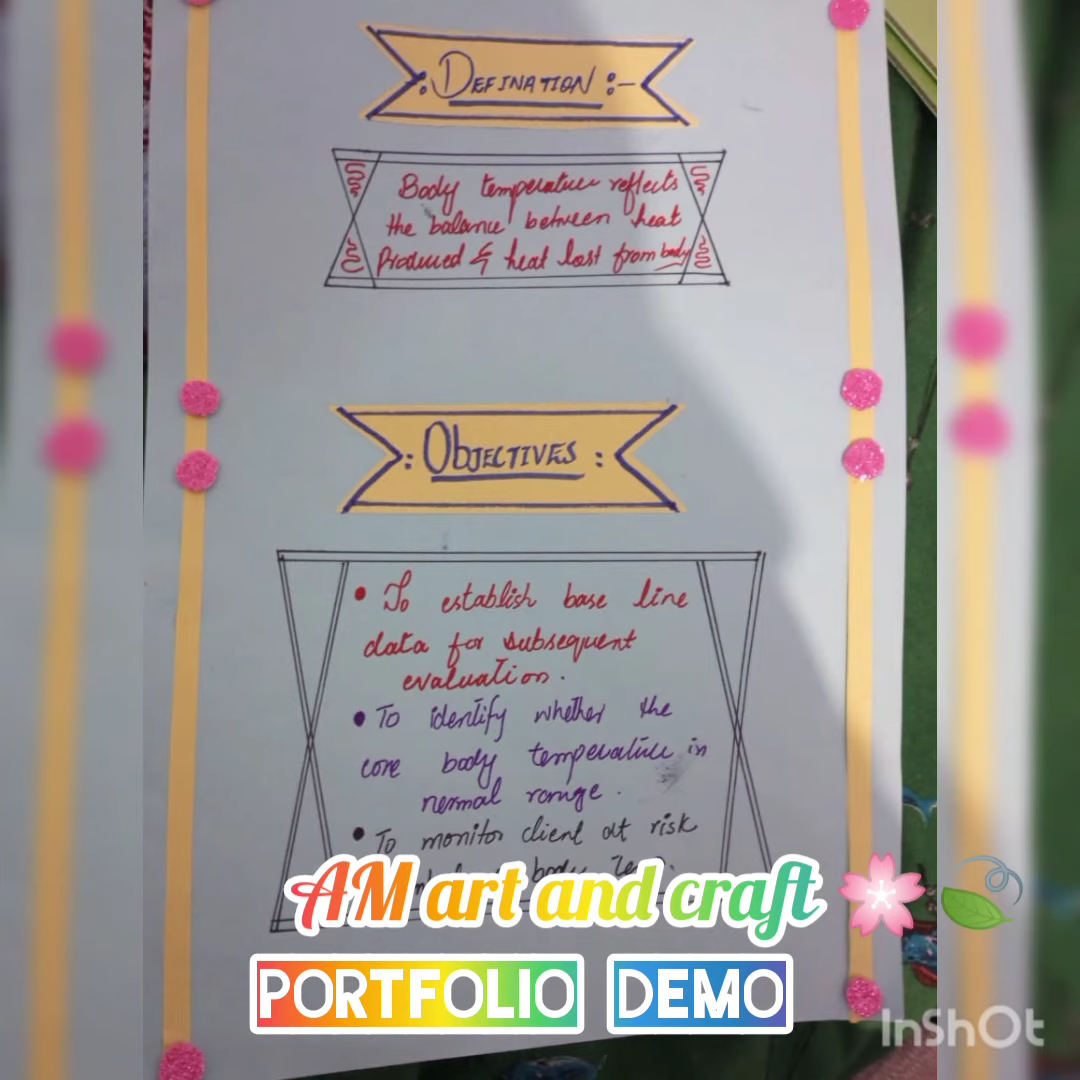 : DEFINATION :-
Body temperature reflects
the balance between heat
Produced & heat lost from body
: OBJECTIVES :
• To establish base line
data for subsequent
evaluation.
• To identify whether the
core body temperature in
normal range.
• To monitor client at risk
body
AM art and craft
PORTFOLIO DEMO
InShOt